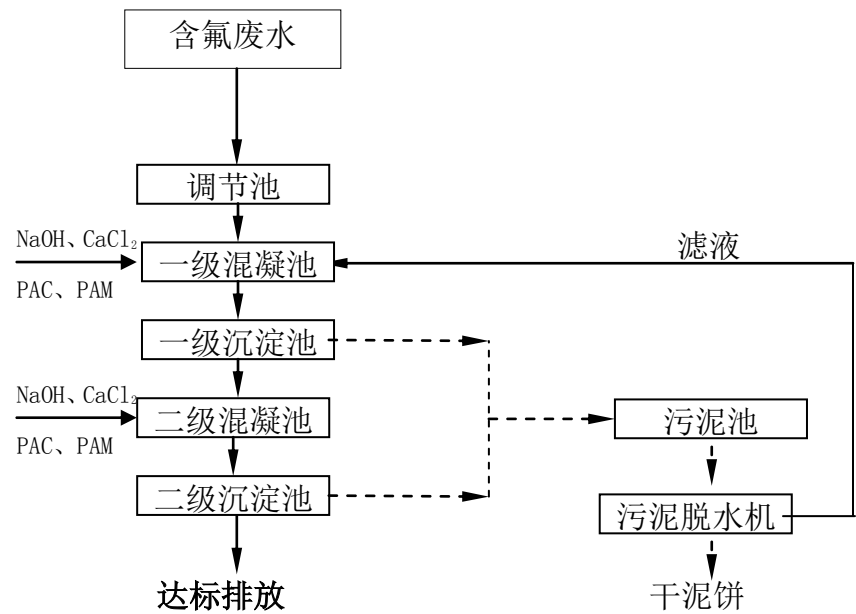 含氟废水
调节池
NaOH、CaCl₂
一级混凝池
滤液
PAC、PAM
一级沉淀池
NaOH、CaCl₂
二级混凝池
污泥池
PAC、PAM
二级沉淀池
污泥脱水机
达标排放
干泥饼